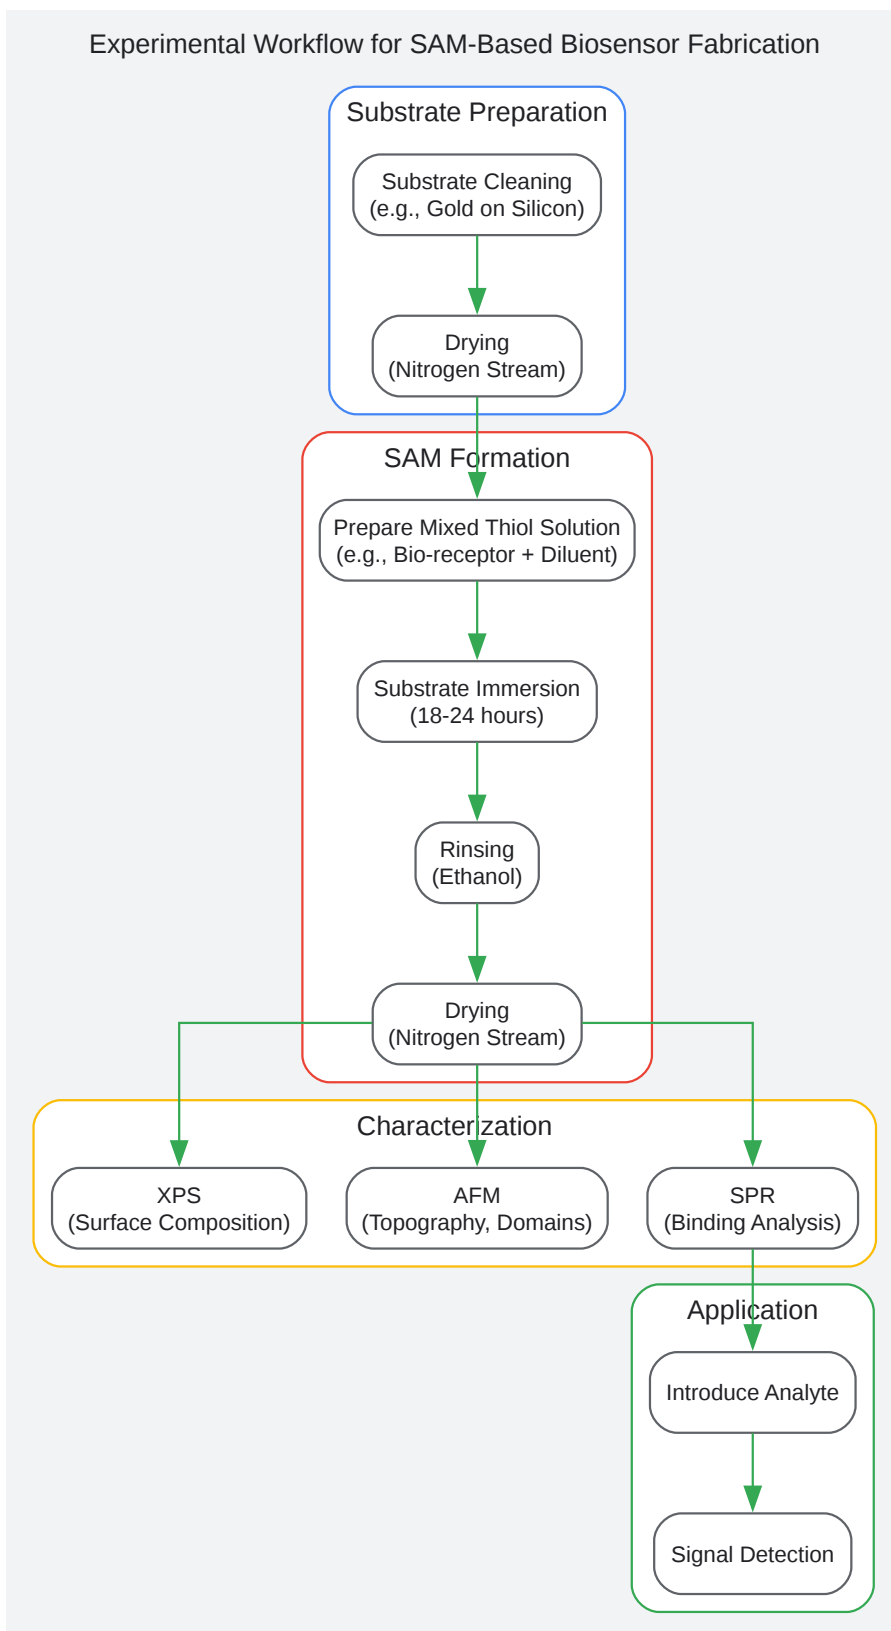 Experimental Workflow for SAM-Based Biosensor Fabrication
Substrate Preparation
Substrate Cleaning
(e.g., Gold on Silicon)
Drying
(Nitrogen Stream)
SAM Formation
Prepare Mixed Thiol Solution
(e.g., Bio-receptor + Diluent)
Substrate Immersion
(18-24 hours)
Rinsing
(Ethanol)
Drying
(Nitrogen Stream)
Characterization
XPS
(Surface Composition)
AFM
(Topography, Domains)
SPR
(Binding Analysis)
Application
Introduce Analyte
Signal Detection